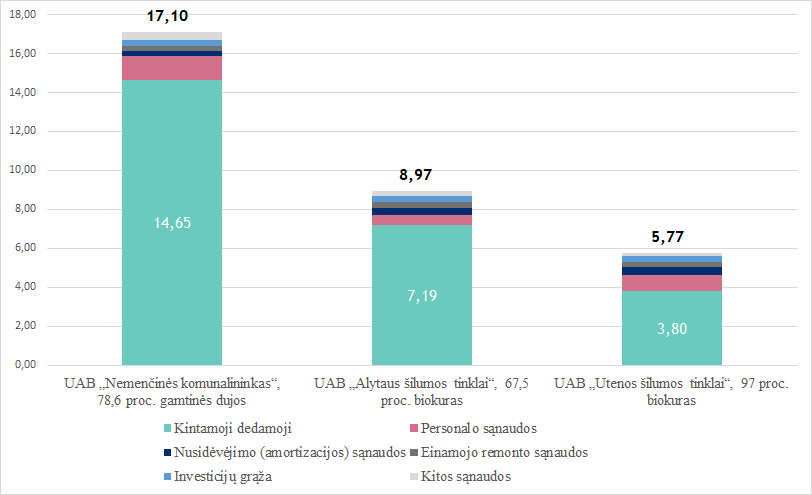 18,00
16,00
14,00
12,00
10,00
8,00
6,00
4,00
2,00
0,00
17,10
14,65
8,97
7,19
5,77
3,80
UAB „Nemenčinės komunalininkas“,
78,6 proc. gamtinės dujos
UAB „Alytaus šilumos tinklai“, 67,5
proc. biokuras
UAB „Utenos šilumos tinklai“, 97 proc.
biokuras
Kintamoji dedamoji
Personalo sąnaudos
Nusidėvėjimo (amortizacijos) sąnaudos
Einamojo remonto sąnaudos
Investicijų grąža
Kitos sąnaudos